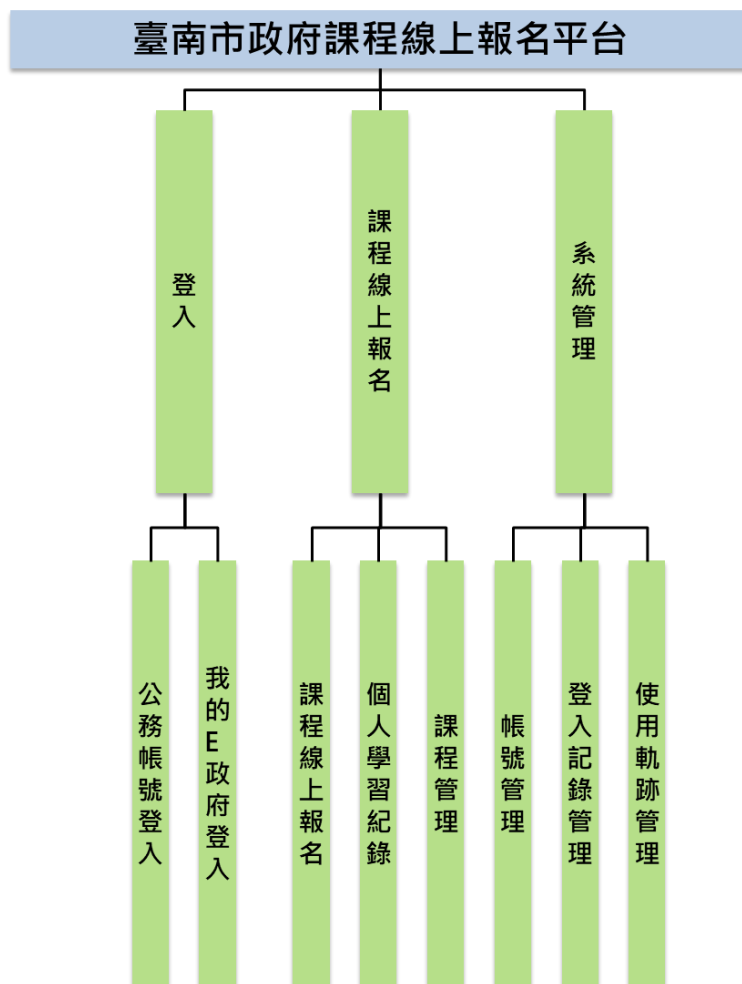 臺南市政府課程線上報名平台
登入
課程線上報名
系統管理
公務帳號登入
我的E政府登入
課程線上報名
個人學習紀錄
課程管理
帳號管理
登入記錄管理
使用軌跡管理